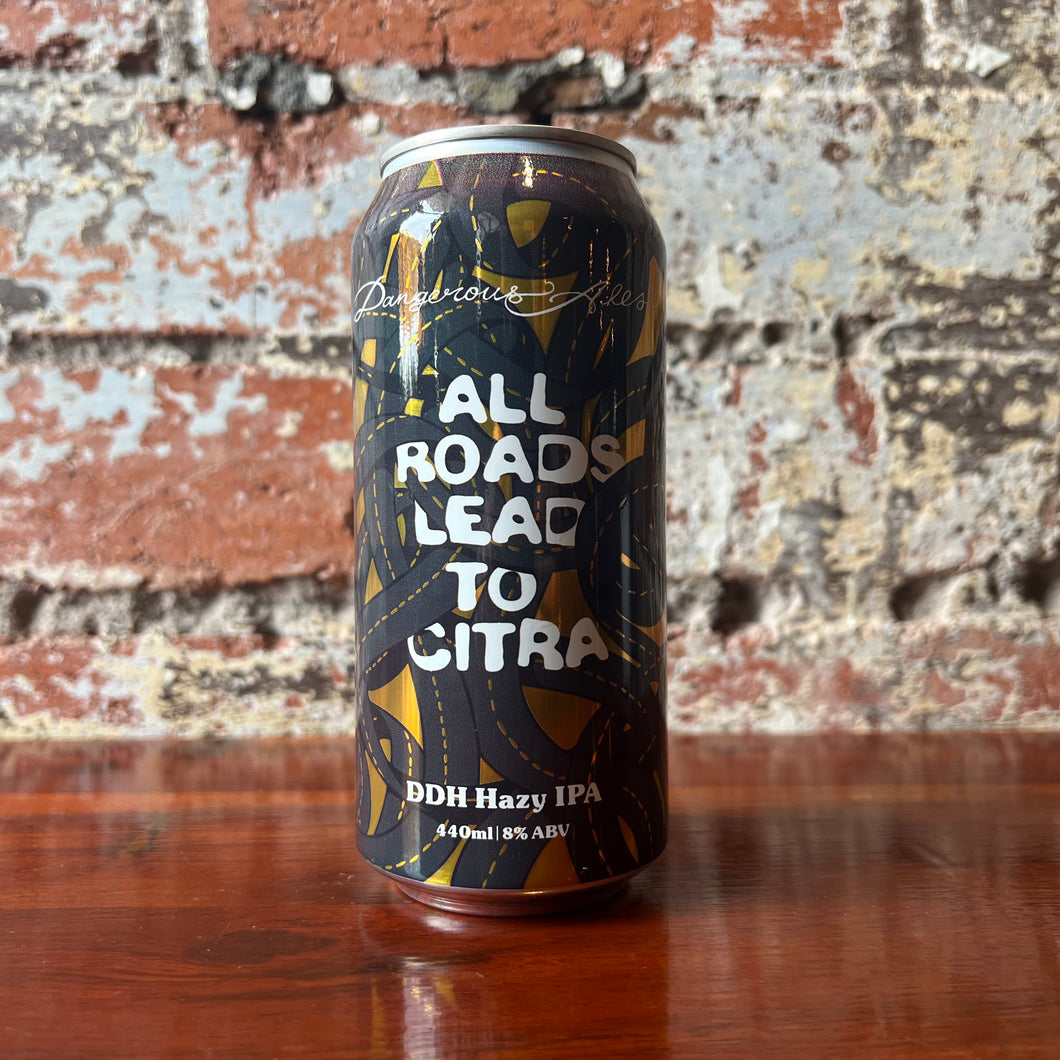 Dangerous Ales
ALL
ROADS
LEAD
TO
CITRA
DDH Hazy IPA
440ml | 8% ABV